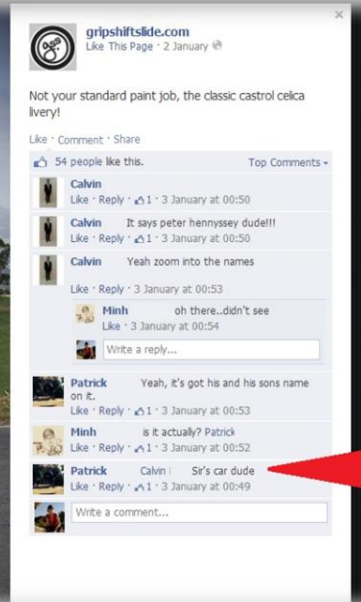 gripshiftslide.com
Like This Page · 2 January
Not your standard paint job, the classic castrol celica
livery!
Like · Comment · Share
54 people like this.
Top Comments
Calvin
Like · Reply · 1 · 3 January at 00:50
Calvin It says peter hennyssey dude!!!
Like · Reply · 1 · 3 January at 00:50
Calvin Yeah zoom into the names
Like · Reply · 3 January at 00:53
Minh oh there..didn't see
Like · 3 January at 00:54
Write a reply...
Patrick Yeah, it's got his and his sons name
on it.
Like · Reply · 1 · 3 January at 00:53
Minh is it actually? Patrick
Like · Reply · 1 · 3 January at 00:52
Patrick Calvin Sir's car dude
Like · Reply · 1 · 3 January at 00:49
Write a comment...